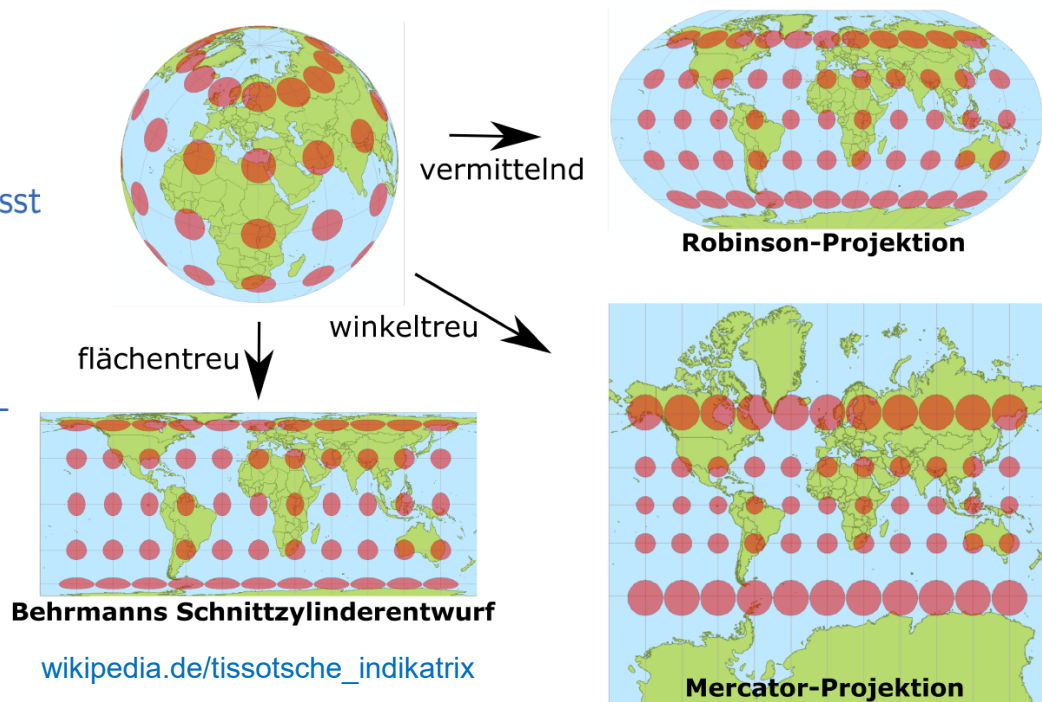 vermittelnd
sst
Robinson-Projektion
winkeltreu
flächentreu
Behrmanns Schnittzylinderentwurf
wikipedia.de/tissotsche_indikatrix
Mercator-Projektion